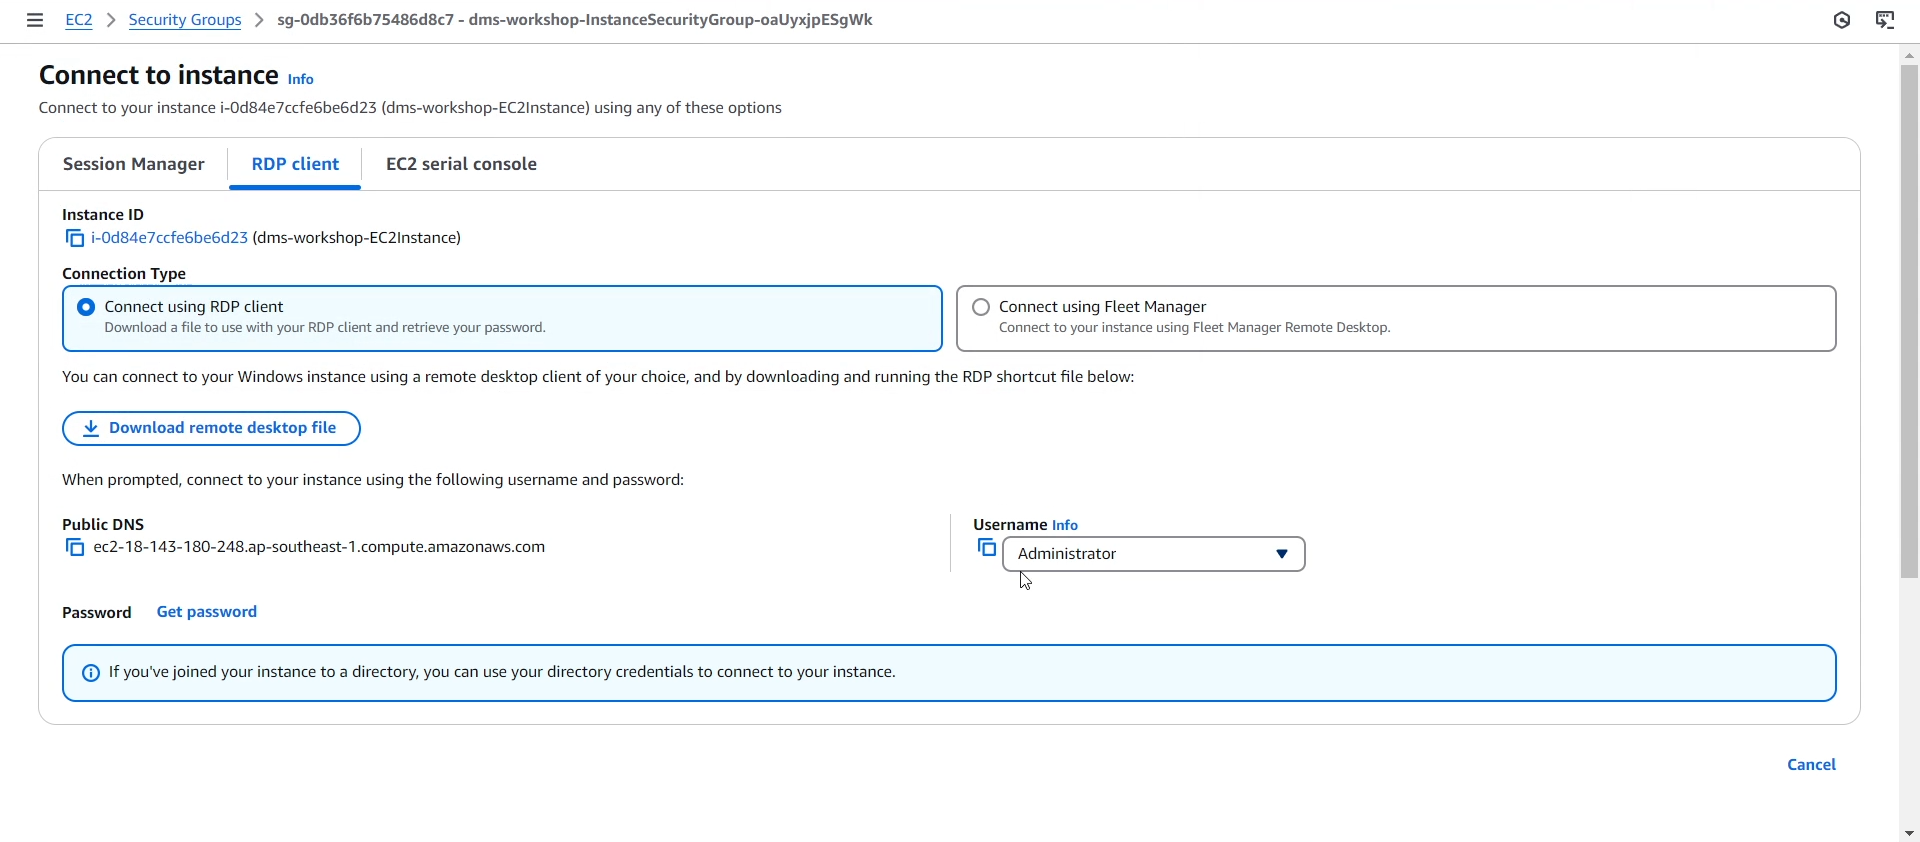 EC2 > Security Groups > sg-0db36f6b75486d8c7 - dms-workshop-InstanceSecurityGroup-oaUyxjpESgWk
Connect to instance Info
Connect to your instance i-0d84e7ccfe6be6d23 (dms-workshop-EC2Instance) using any of these options
Session Manager RDP client EC2 serial console
Instance ID
i-0d84e7ccfe6be6d23 (dms-workshop-EC2Instance)
Connection Type
Connect using RDP client
Download a file to use with your RDP client and retrieve your password.
Connect using Fleet Manager
Connect to your instance using Fleet Manager Remote Desktop.
You can connect to your Windows instance using a remote desktop client of your choice, and by downloading and running the RDP shortcut file below:
Download remote desktop file
When prompted, connect to your instance using the following username and password:
Public DNS
ec2-18-143-180-248.ap-southeast-1.compute.amazonaws.com
Username Info
Administrator
Password Get password
If you've joined your instance to a directory, you can use your directory credentials to connect to your instance.
Cancel